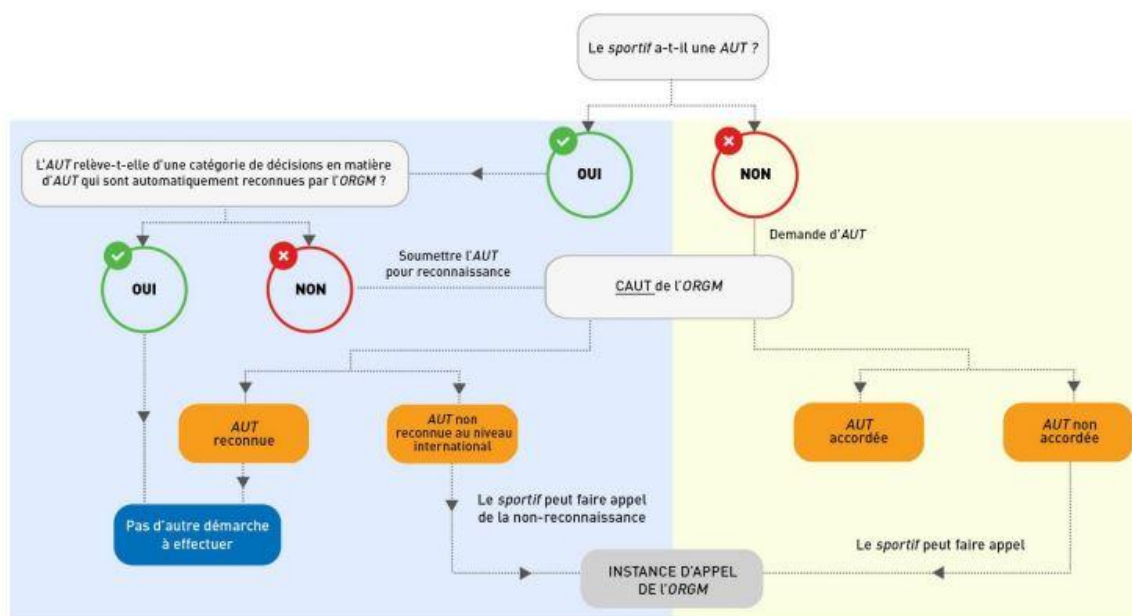 Le sportif a-t-il une AUT ?
L'AUT relève-t-elle d'une catégorie de décisions en matière
d'AUT qui sont automatiquement reconnues par l'ORGM ?
OUI
NON
OUI
NON
Soumettre l'AUT
pour reconnaissance
Demande d'AUT
CAUT de l'ORGM
AUT
reconnue
AUT non
reconnue au niveau
international
AUT
accordée
AUT non
accordée
Pas d'autre démarche
à effectuer
Le sportif peut faire appel
de la non-reconnaissance
Le sportif peut faire appel
INSTANCE D'APPEL
DE L'ORGM